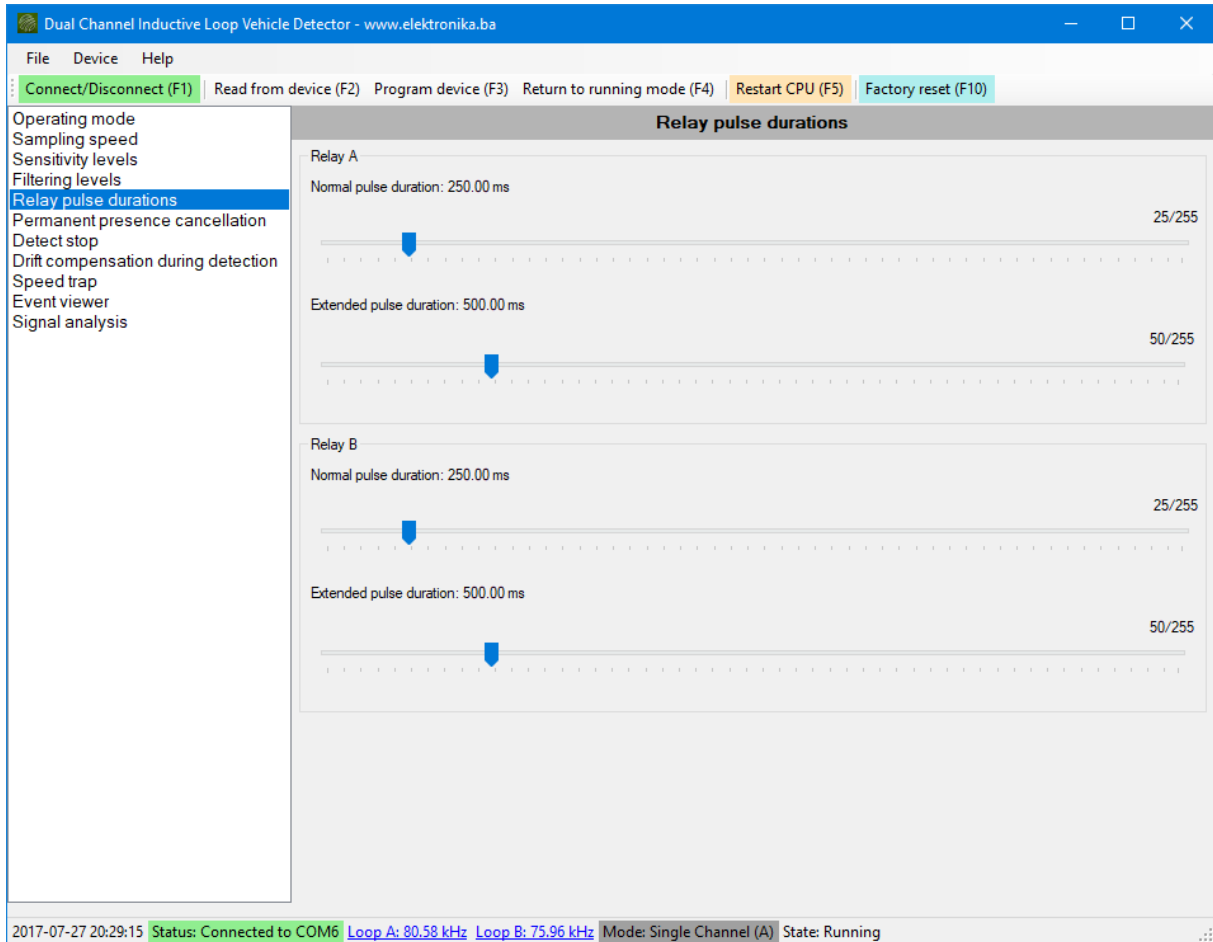 Dual Channel Inductive Loop Vehicle Detector - www.elektronika.ba
File Device Help
Connect/Disconnect (F1) Read from device (F2) Program device (F3) Return to running mode (F4) Restart CPU (F5) Factory reset (F10)
Operating mode
Sampling speed
Sensitivity levels
Filtering levels
Relay pulse durations
Permanent presence cancellation
Detect stop
Drift compensation during detection
Speed trap
Event viewer
Signal analysis
Relay pulse durations
Relay A
Normal pulse duration: 250.00 ms
25/255
Extended pulse duration: 500.00 ms
50/255
Relay B
Normal pulse duration: 250.00 ms
25/255
Extended pulse duration: 500.00 ms
50/255
2017-07-27 20:29:15 Status: Connected to COM6 Loop A: 80.58 kHz Loop B: 75.96 kHz Mode: Single Channel (A) State: Running